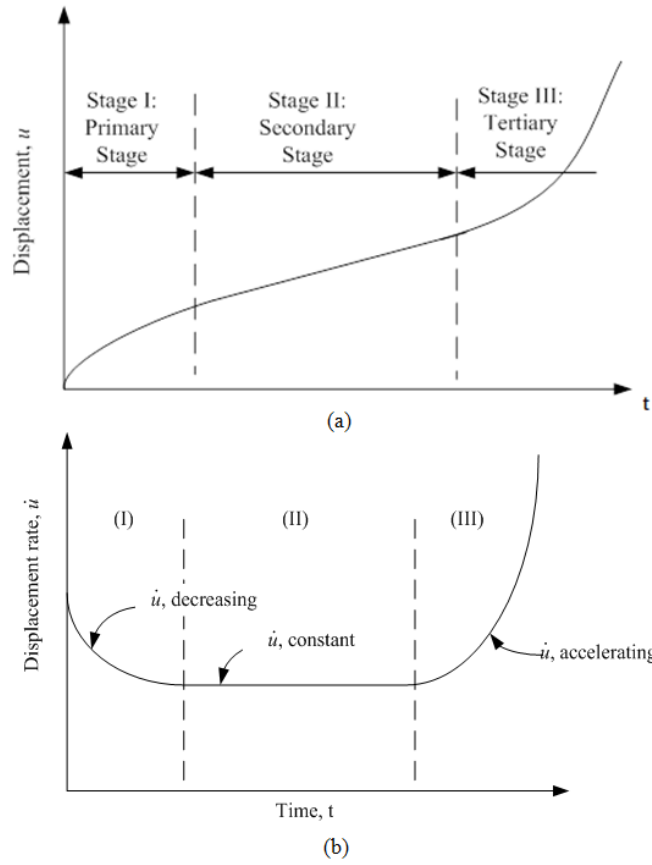 Displacement, u
Stage I:
Primary
Stage
Stage II:
Secondary
Stage
Stage III:
Tertiary
Stage
t
(a)
Displacement rate, u̇
(I)
(II)
(III)
u̇, decreasing
u̇, constant
u̇, accelerating
Time, t
(b)